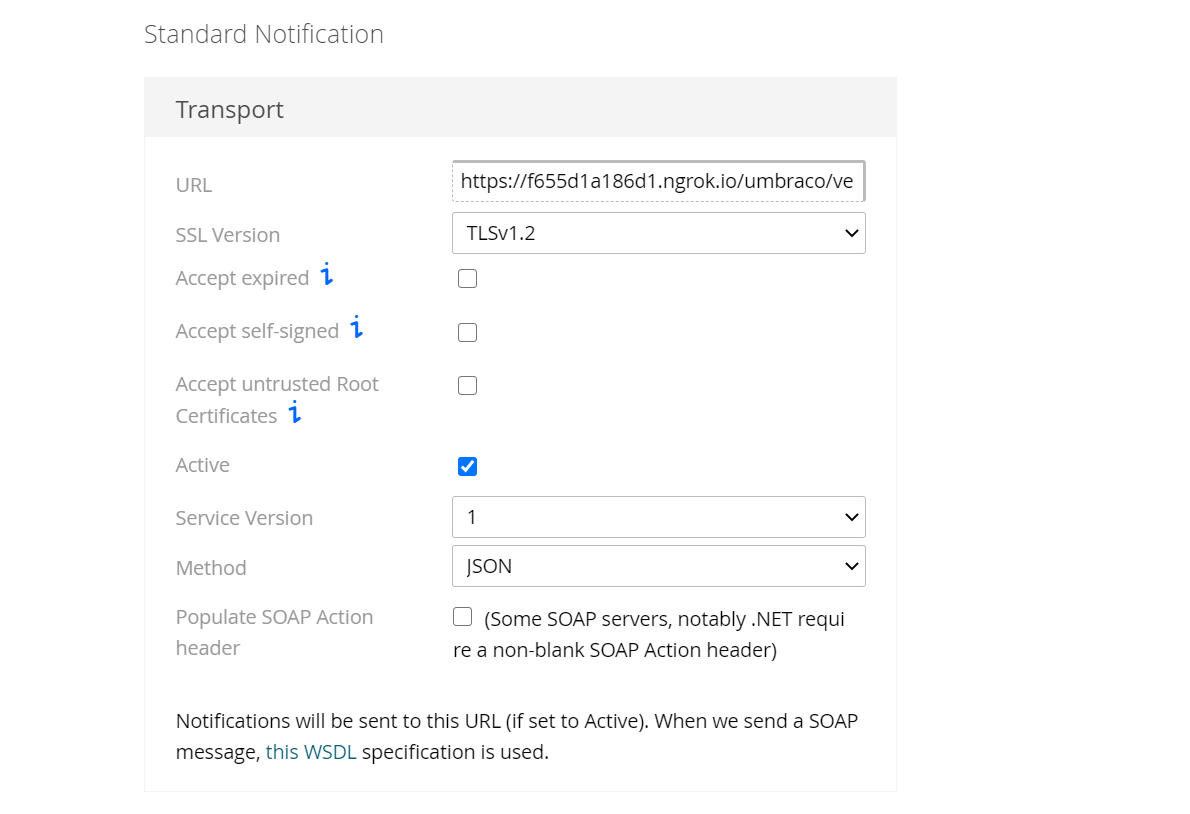 Standard Notification
Transport
URL
https://f655d1a186d1.ngrok.io/umbraco/ve
SSL Version
TLSv1.2
Accept expired
Accept self-signed
Accept untrusted Root
Certificates
Active
Service Version
1
Method
JSON
Populate SOAP Action
header
(Some SOAP servers, notably .NET requi
re a non-blank SOAP Action header)
Notifications will be sent to this URL (if set to Active). When we send a SOAP
message, this WSDL specification is used.